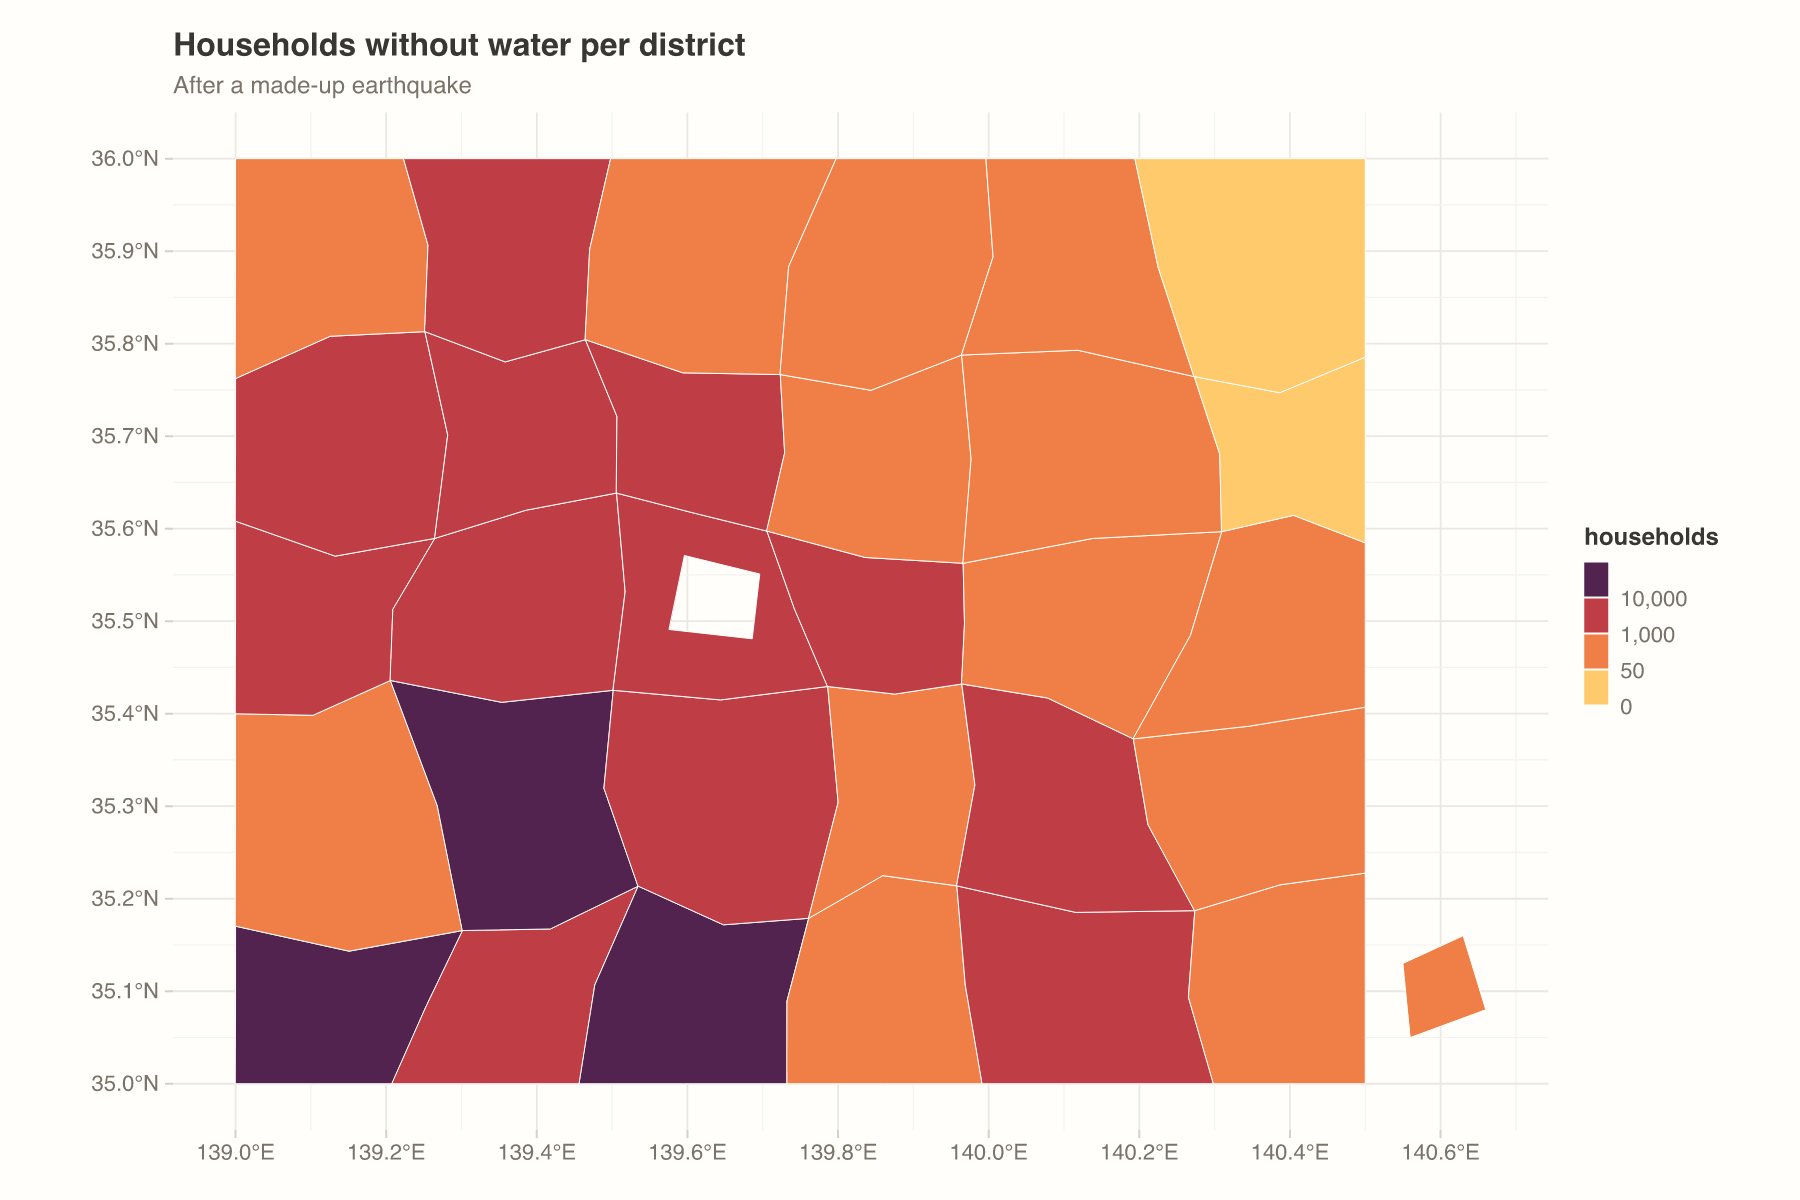 Households without water per district
After a made-up earthquake
36.0°N
35.9°N
35.8°N
35.7°N
35.6°N
35.5°N
35.4°N
35.3°N
35.2°N
35.1°N
35.0°N
139.0°E
139.2°E
139.4°E
139.6°E
139.8°E
140.0°E
140.2°E
140.4°E
140.6°E
households
10,000
1,000
50
0